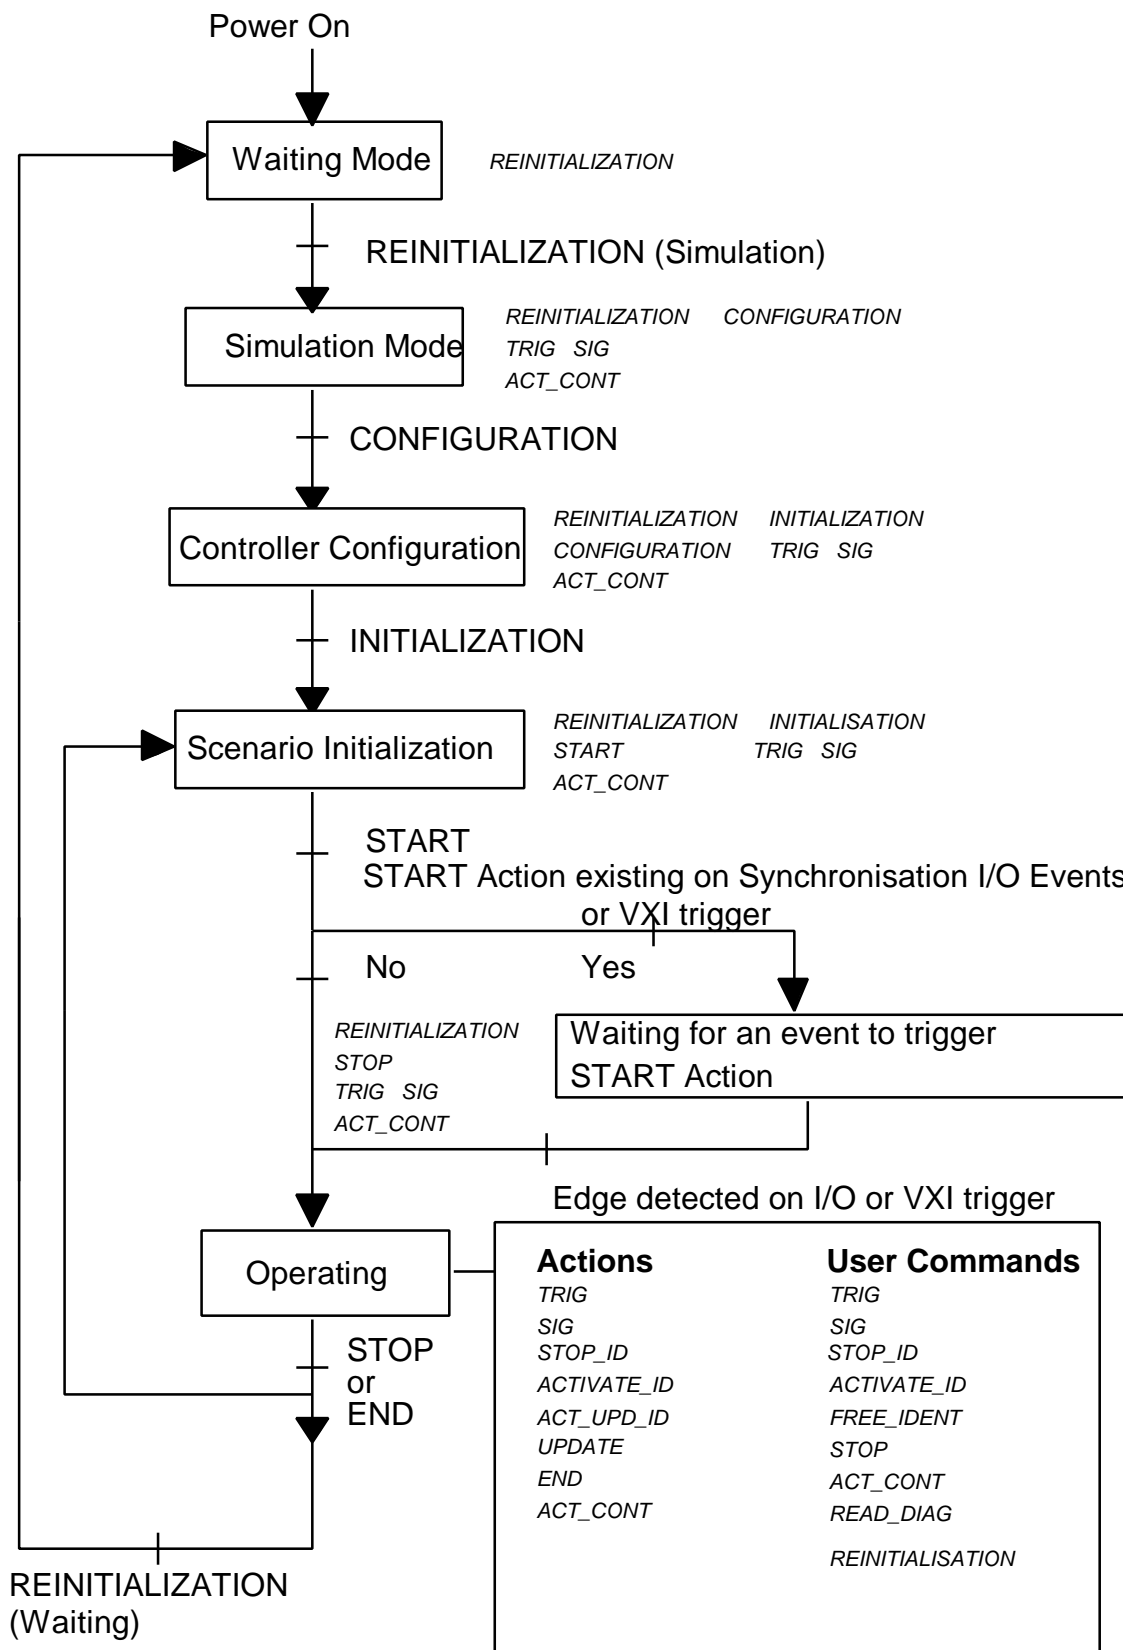 Power On
Waiting Mode
REINITIALIZATION
REINITIALIZATION (Simulation)
Simulation Mode
REINITIALIZATION CONFIGURATION
TRIG SIG
ACT_CONT
CONFIGURATION
Controller Configuration
REINITIALIZATION INITIALIZATION
CONFIGURATION TRIG SIG
ACT_CONT
INITIALIZATION
Scenario Initialization
REINITIALIZATION INITIALISATION
START TRIG SIG
ACT_CONT
START
START Action existing on Synchronisation I/O Events
or VXI trigger
No Yes
REINITIALIZATION
STOP
TRIG SIG
ACT_CONT
Waiting for an event to trigger
START Action
Edge detected on I/O or VXI trigger
Operating
Actions
TRIG
SIG
STOP_ID
ACTIVATE_ID
ACT_UPD_ID
UPDATE
END
ACT_CONT
User Commands
TRIG
SIG
STOP_ID
ACTIVATE_ID
FREE_IDENT
STOP
ACT_CONT
READ_DIAG
REINITIALISATION
STOP
or
END
REINITIALIZATION
(Waiting)